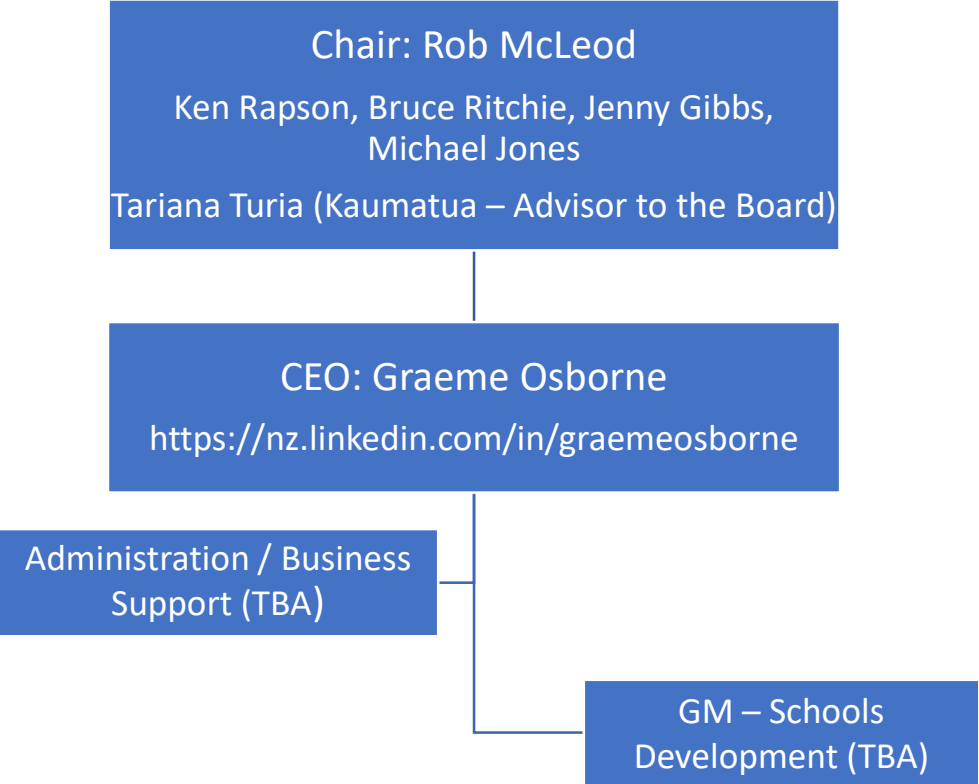 Chair: Rob McLeod
Ken Rapson, Bruce Ritchie, Jenny Gibbs,
Michael Jones
Tariana Turia (Kaumatua – Advisor to the Board)
CEO: Graeme Osborne
https://nz.linkedin.com/in/graemeosborne
Administration / Business
Support (TBA)
GM – Schools
Development (TBA)